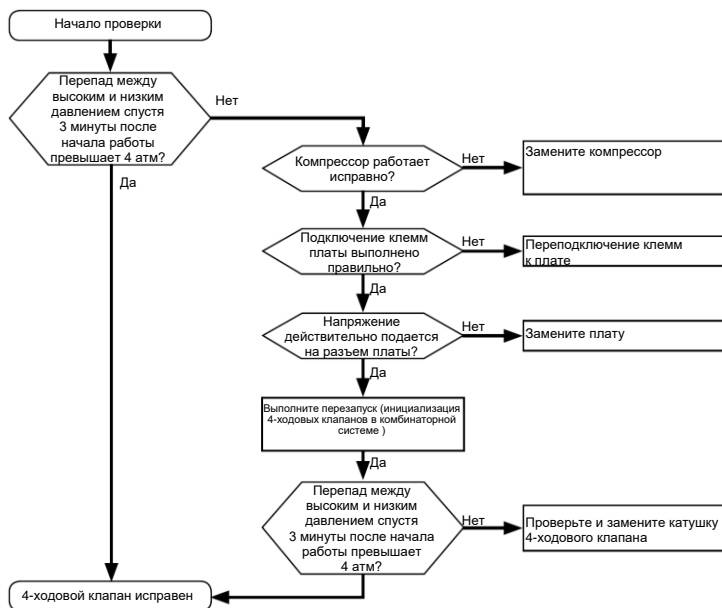 Начало проверки
Перепад между
высоким и низким
давлением спустя
3 минуты после
начала работы
превышает 4 атм?
Нет
Да
Компрессор работает
исправно?
Нет
Замените компрессор
Да
Подключение клемм
платы выполнено
правильно?
Нет
Переподключение клемм
к плате
Да
Напряжение
действительно подается
на разъем платы?
Нет
Замените плату
Да
Выполните перезапуск (инициализация
4-ходовых клапанов в комбинаторной
системе )
Да
Перепад между
высоким и низким
давлением спустя
3 минуты после начала
работы превышает
4 атм?
Нет
Проверьте и замените катушку
4-ходового клапана
4-ходовой клапан исправен